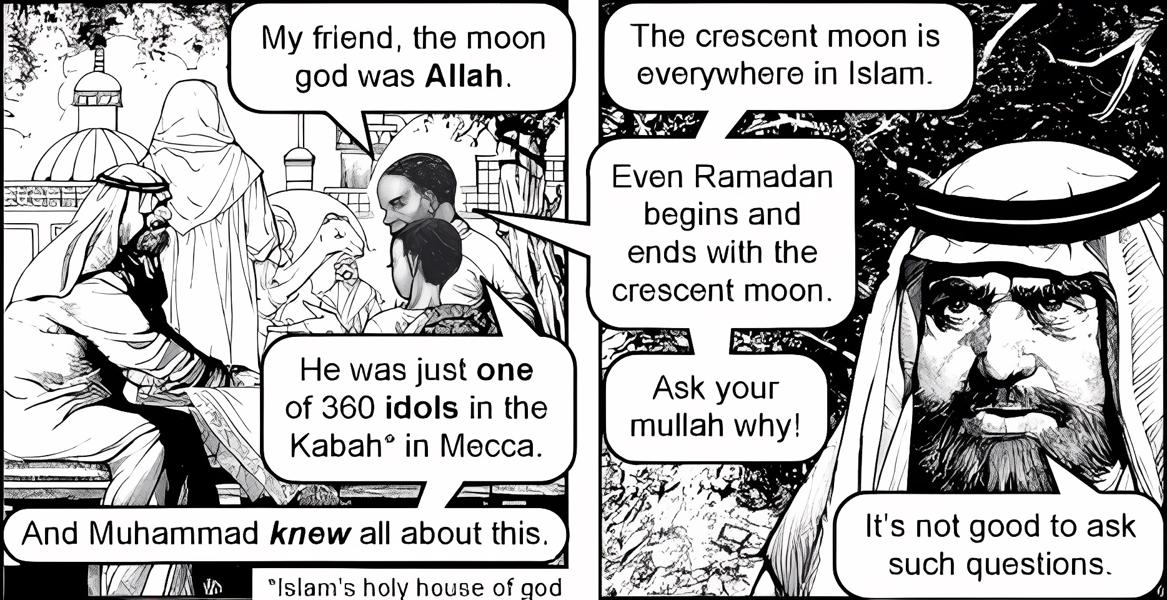 My friend, the moon
god was Allah.
He was just one
of 360 idols in the
Kabah* in Mecca.
And Muhammad knew all about this.
*Islam's holy house of god
The crescent moon is
everywhere in Islam.
Even Ramadan
begins and
ends with the
crescent moon.
Ask your
mullah why!
It's not good to ask
such questions.